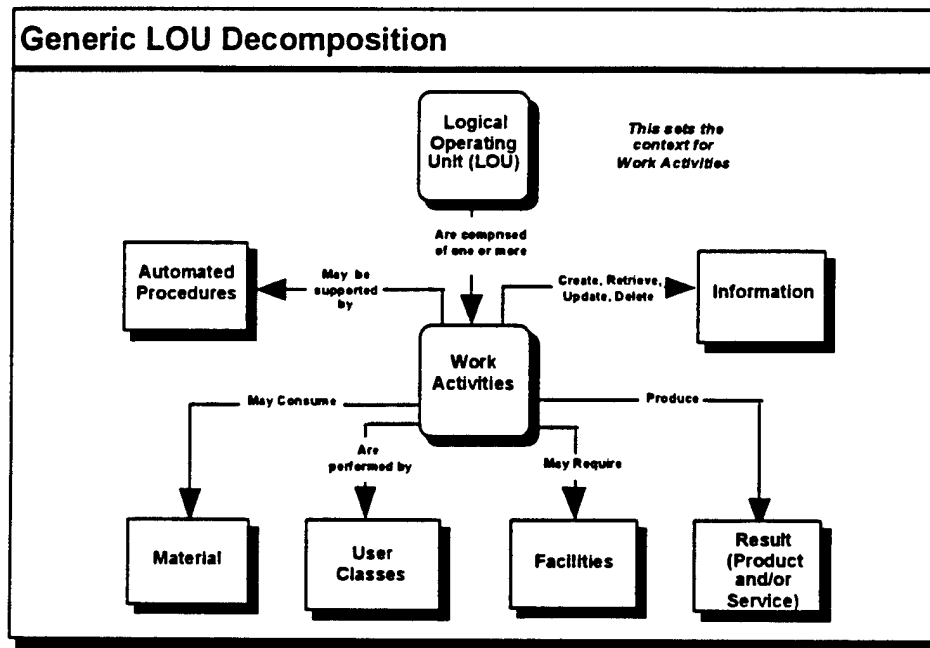 Generic LOU Decomposition
Logical
Operating
Unit (LOU)
This sets the
context for
Work Activities
Are comprised
of one or more
Automated
Procedures
May be
supported
by
Create, Retrieve,
Update, Delete
Information
Work
Activities
May Consume
Produce
Are
performed by
May Require
Material
User
Classes
Facilities
Result
(Product
and/or
Service)